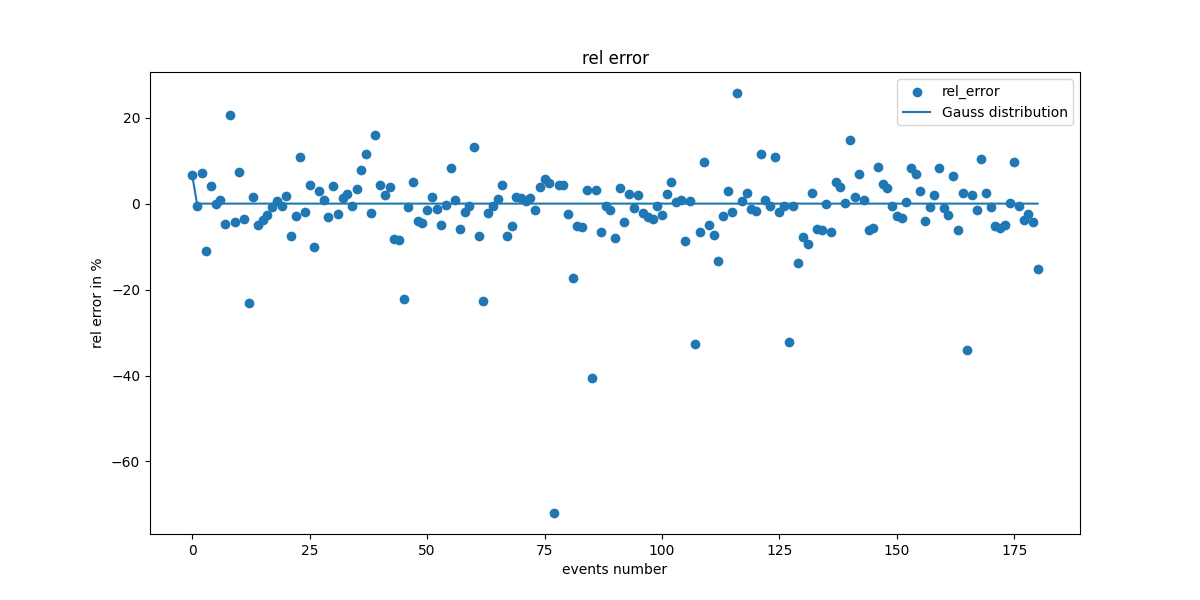 rel error
rel_error
Gauss distribution
20
0
−20
−40
−60
rel error in %
0 25 50 75 100 125 150 175
events number